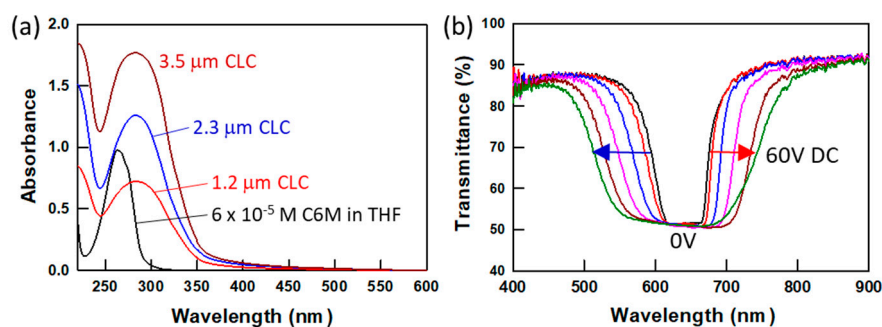 (a)
2.0
1.5
1.0
0.5
0.0
Absorbance
3.5 μm CLC
2.3 μm CLC
1.2 μm CLC
6 x 10⁻⁵ M C6M in THF
250 300 350 400 450 500 550 600
Wavelength (nm)
(b)
100
90
80
70
60
50
40
Transmittance (%)
60V DC
0V
400 500 600 700 800 900
Wavelength (nm)